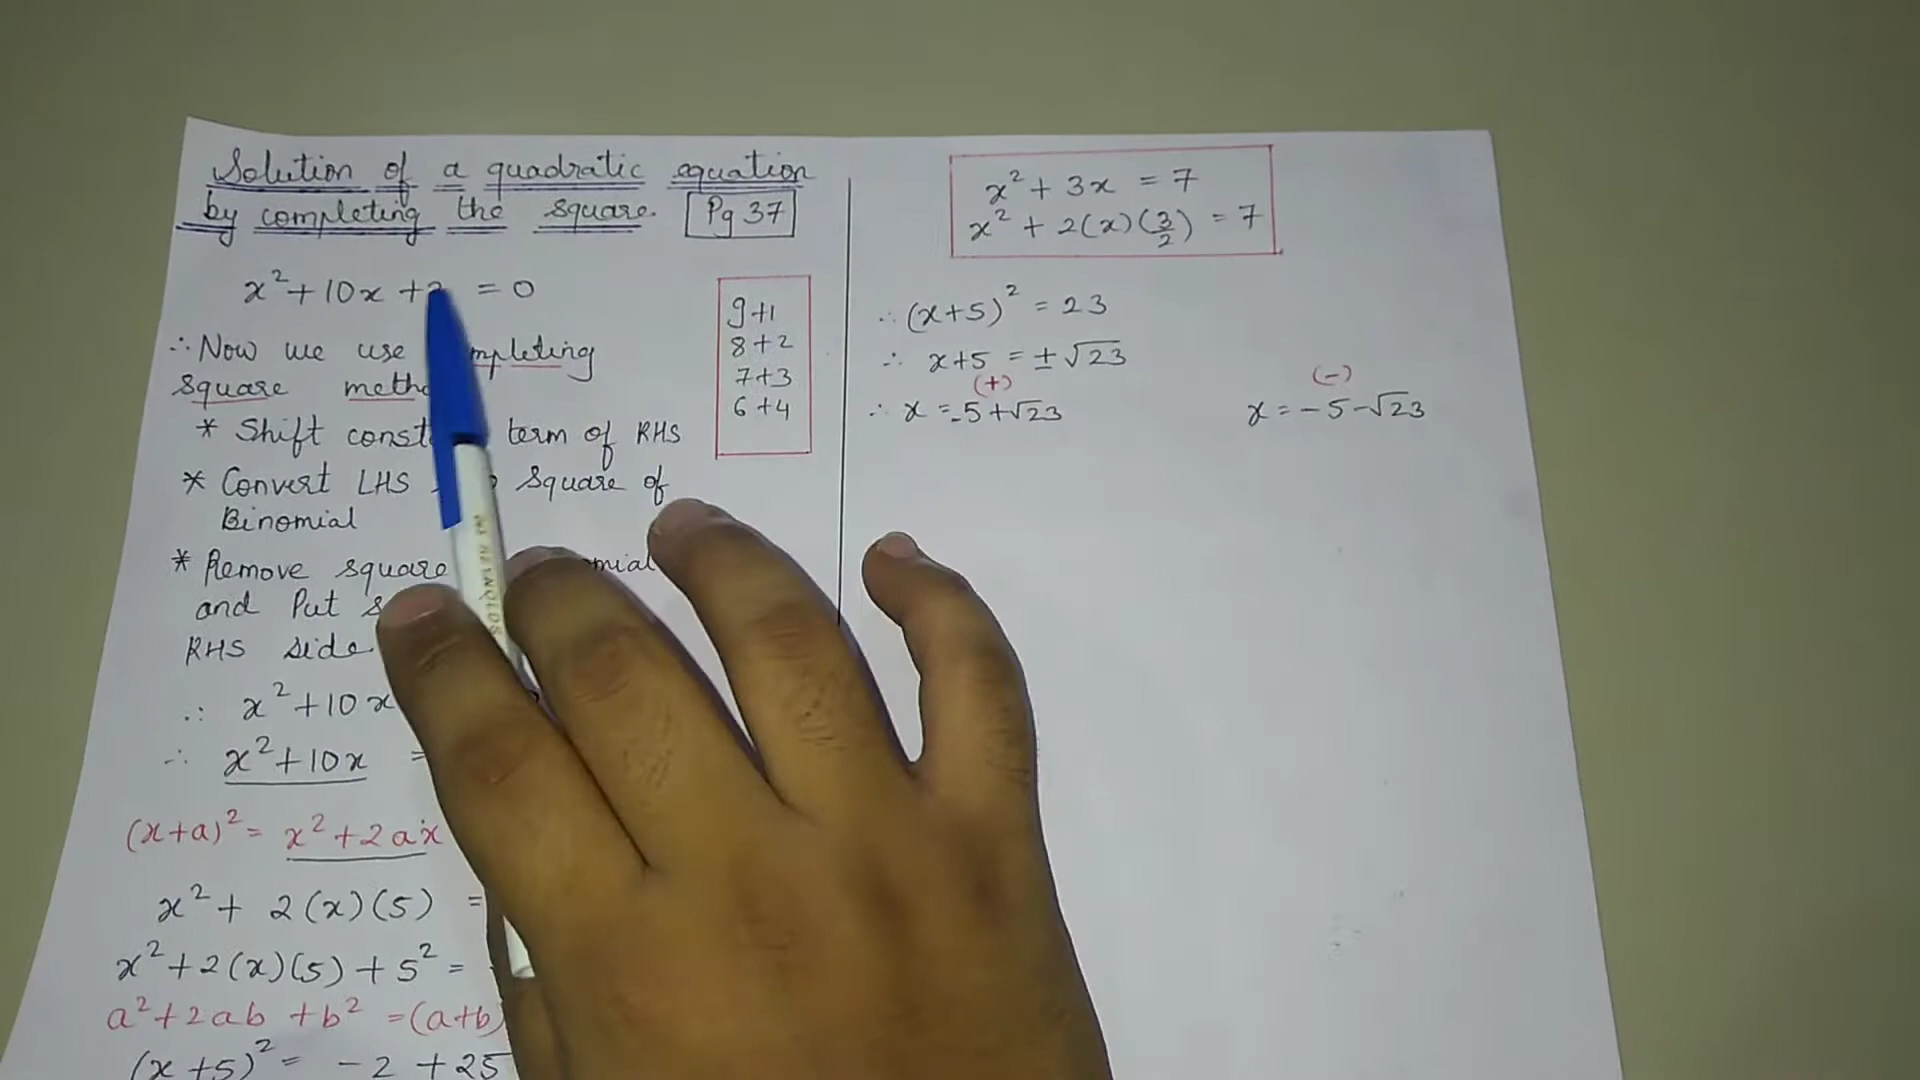 Solution of a quadratic equation
by completing the square. Pg 37
x² + 10x + = 0
∴ Now we use
square
* Shift term of RHS
* Convert LHS Square of
Binomial
* Remove square
and Put
RHS side
∴ x² + 10x
∴ x² + 10x =
(x+a)² = x² + 2ax
x² + 2(x)(5) =
x² + 2(x)(5) + 5² =
a² + 2ab + b² = (a+b)
(x+5)² = -2 + 25
9+1
8+2
7+3
6+4
x² + 3x = 7
x² + 2(x)(3/2) = 7
∴ (x+5)² = 23
∴ x+5 = ± √23
(+)
∴ x = -5 + √23
(-)
x = -5 - √23
REYNOLDS